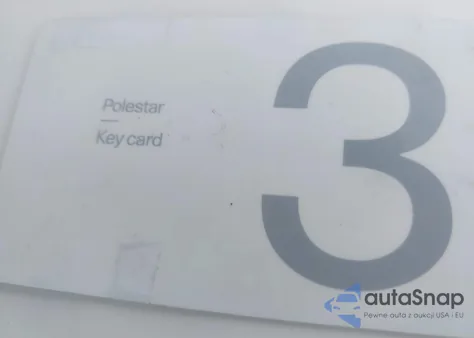 Polestar
Key card
3
autaSnap
Pewne auta z aukcji USA i EU